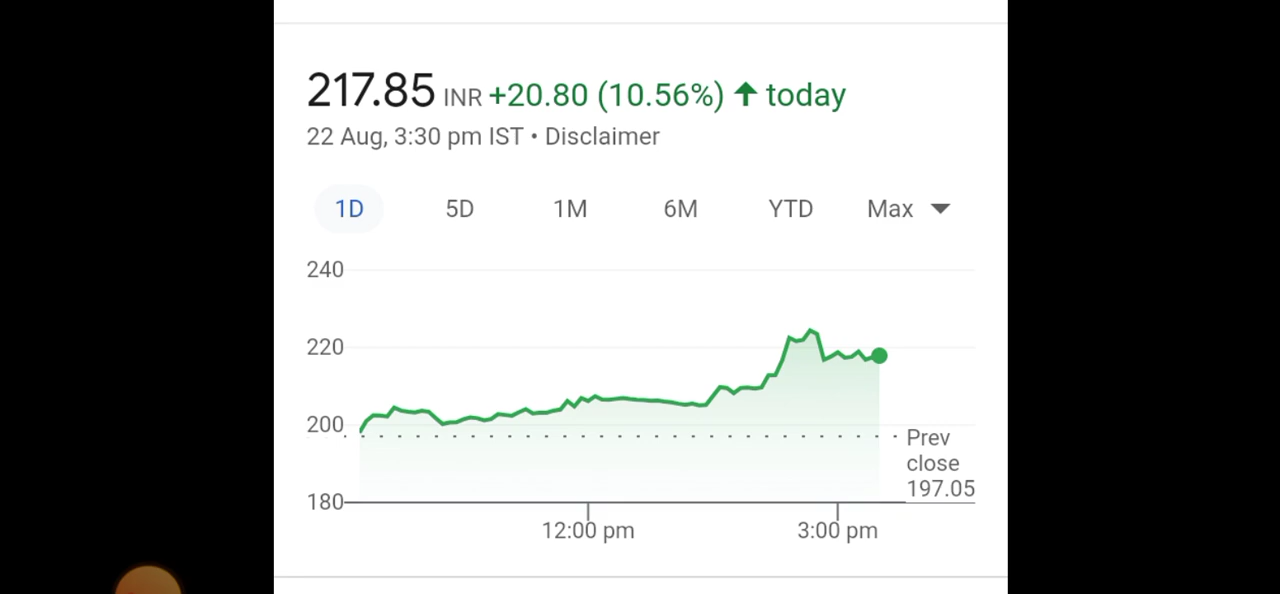 217.85 INR +20.80 (10.56%) ↑ today
22 Aug, 3:30 pm IST • Disclaimer
1D 5D 1M 6M YTD Max
240
220
200
180
Prev
close
197.05
12:00 pm 3:00 pm